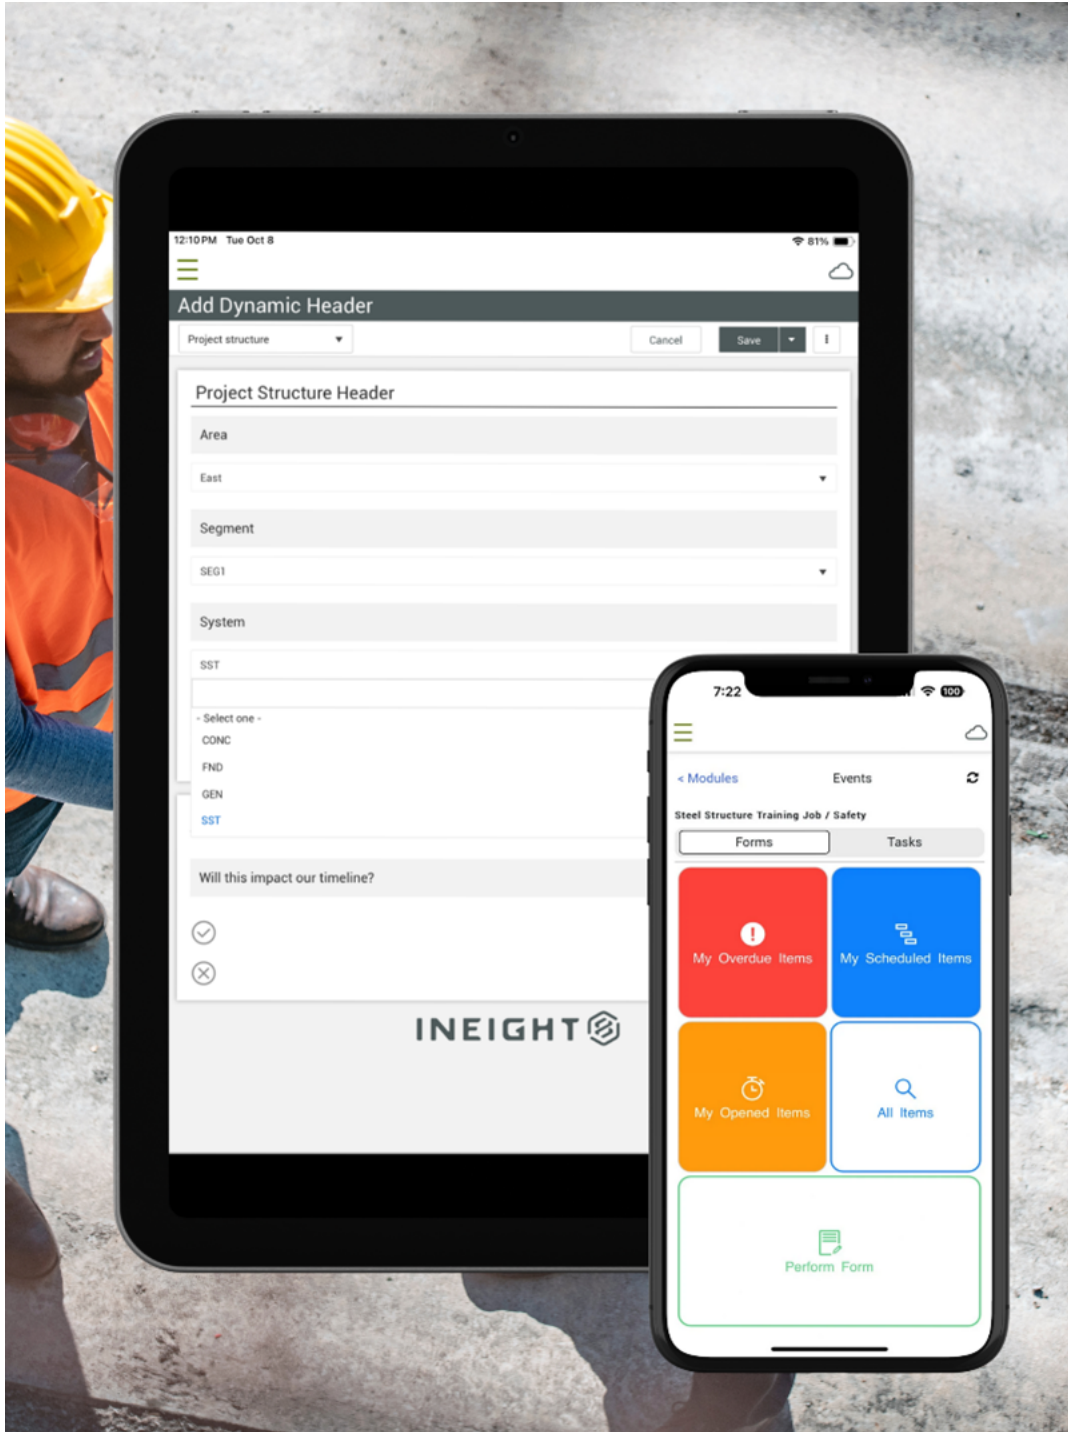 12:10 PM Tue Oct 8
81%
Add Dynamic Header
Project structure
Cancel
Save
Project Structure Header
Area
East
Segment
SEG1
System
SST
- Select one -
CONC
FND
GEN
SST
Will this impact our timeline?
INEIGHT
7:22
100
< Modules
Events
Steel Structure Training Job / Safety
Forms
Tasks
My Overdue Items
My Scheduled Items
My Opened Items
All Items
Perform Form